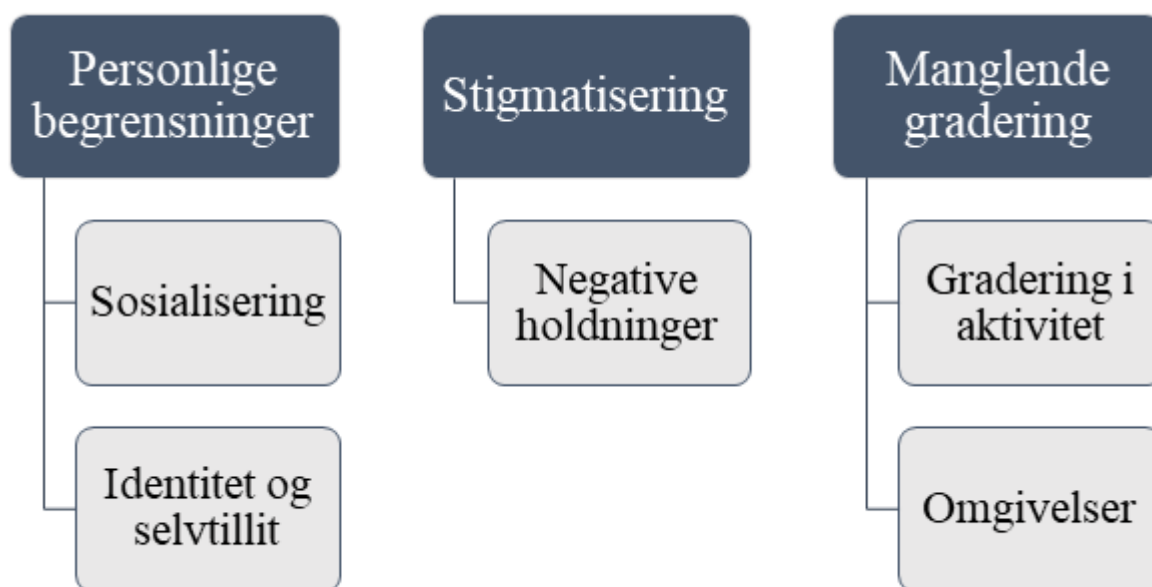 Personlige
begrensninger
Sosialisering
Identitet og
selvtillit
Stigmatisering
Negative
holdninger
Manglende
gradering
Gradering i
aktivitet
Omgivelser